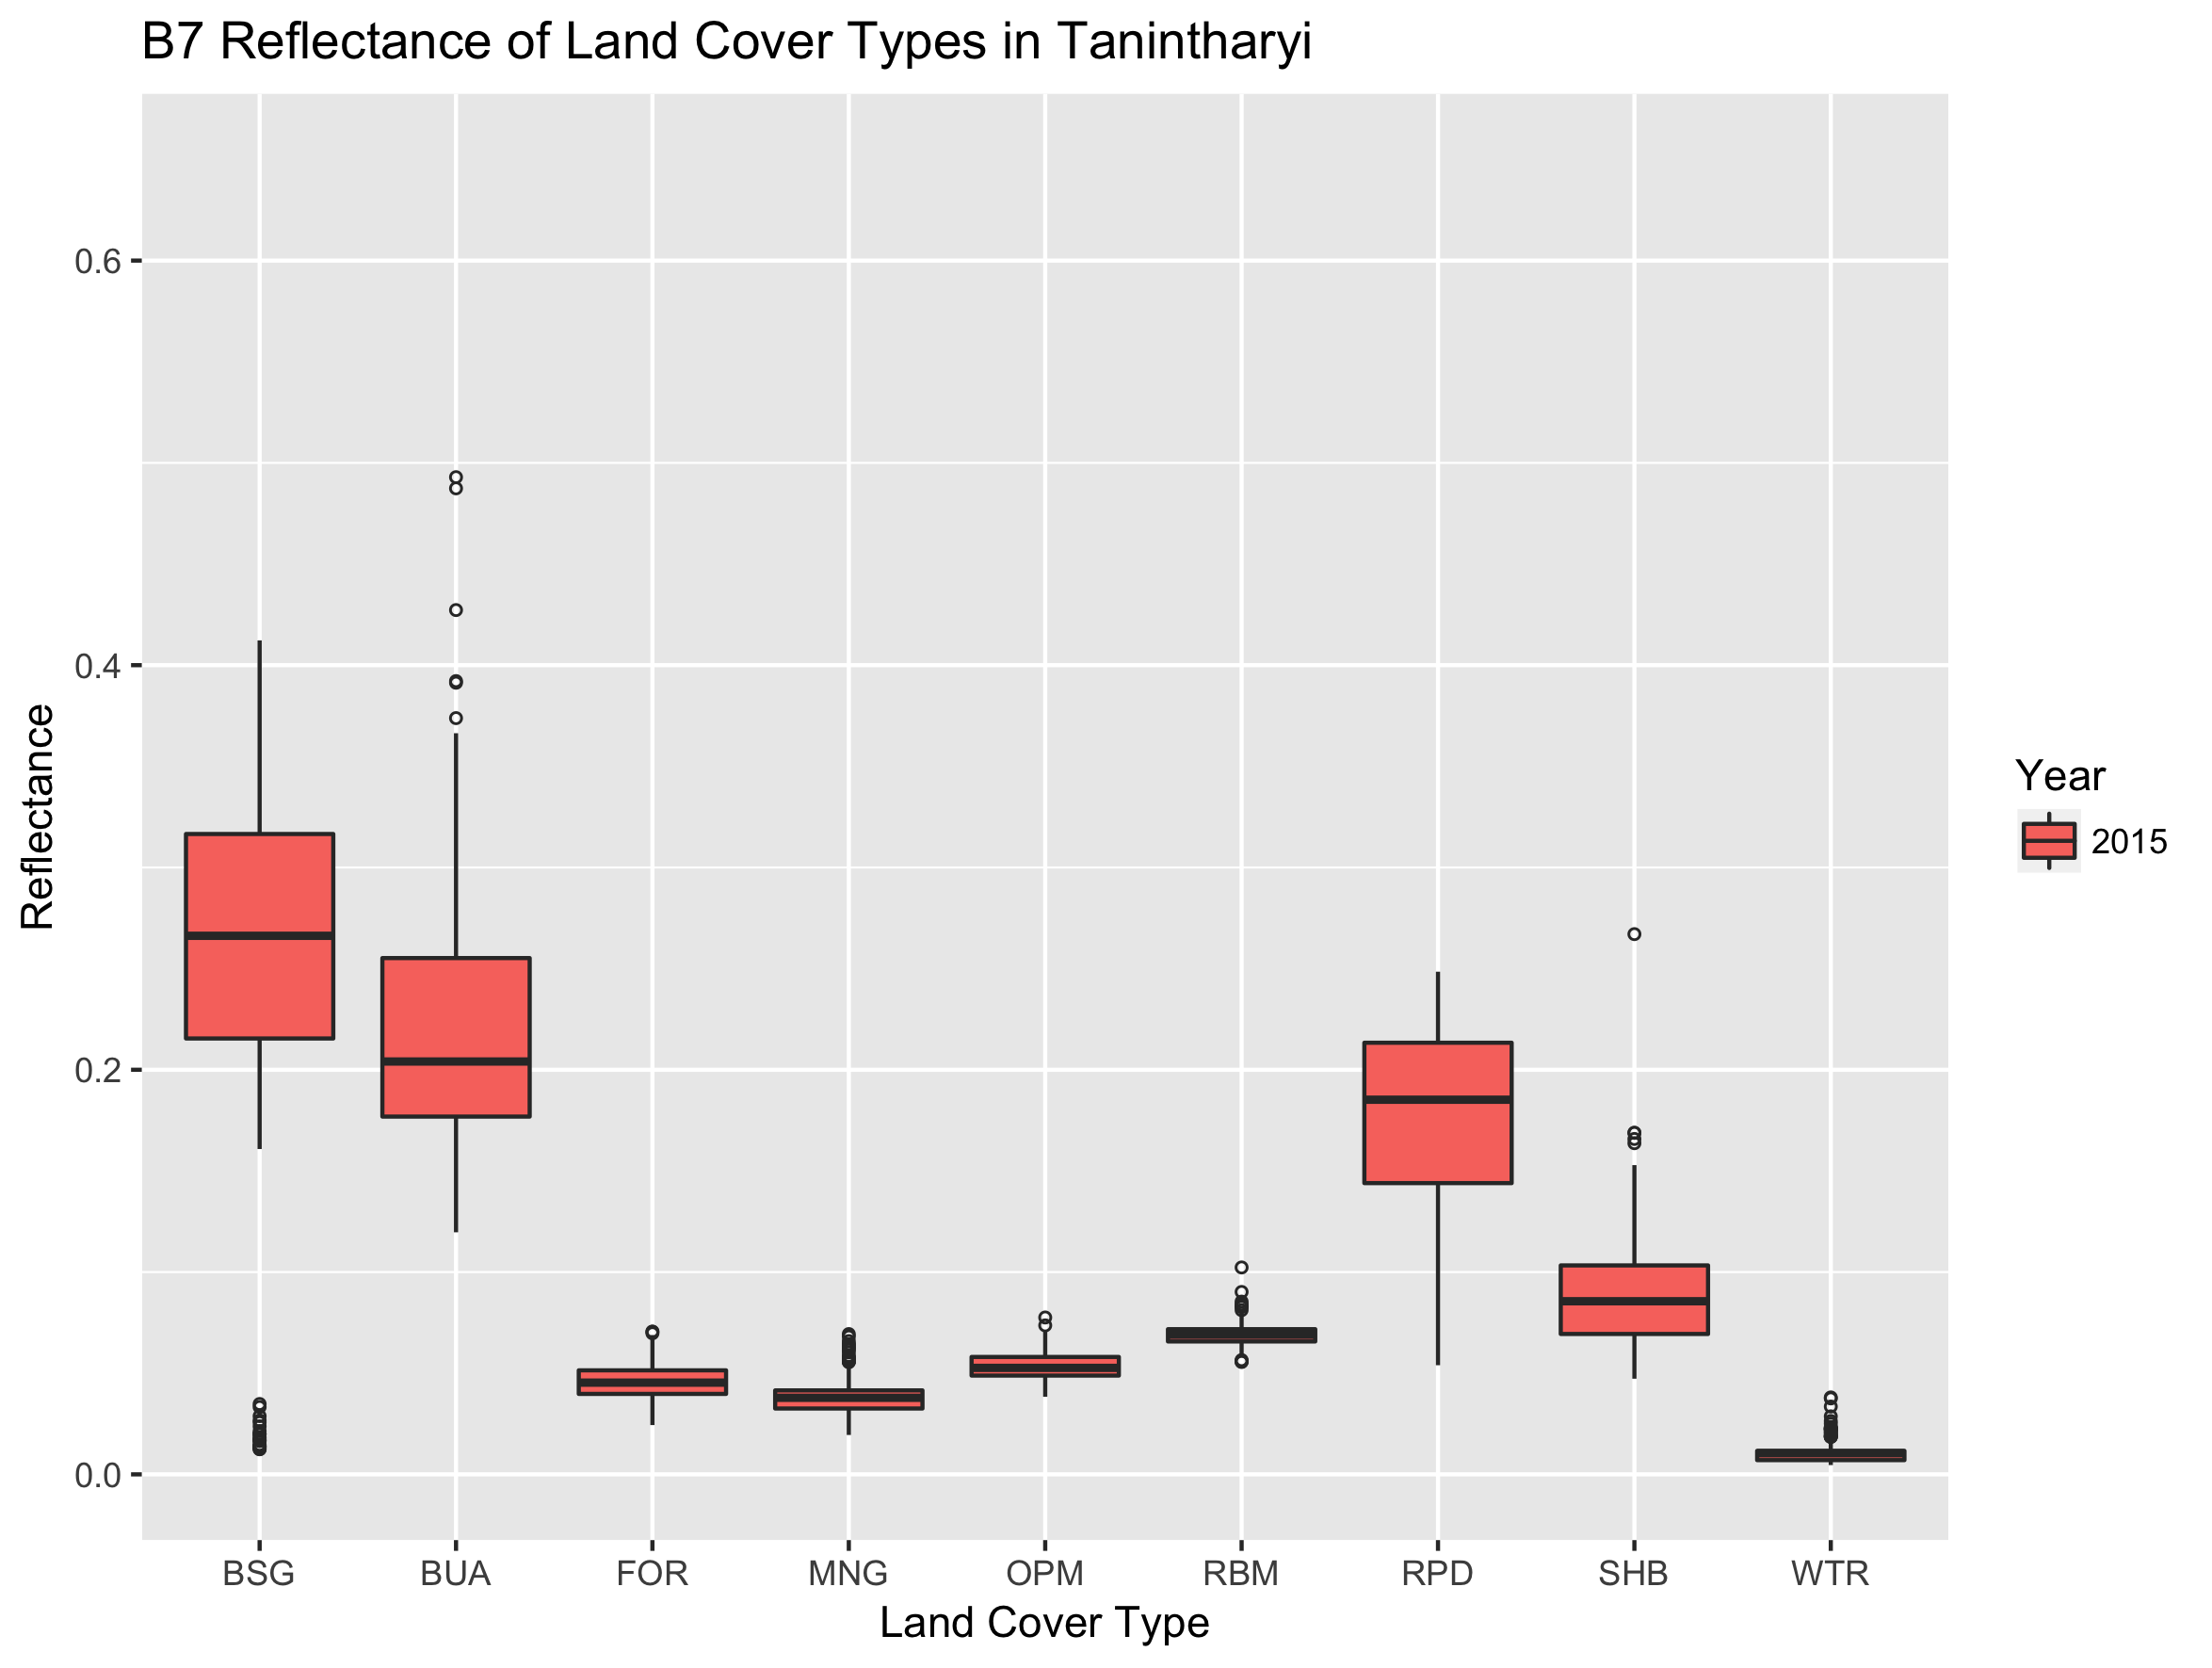 B7 Reflectance of Land Cover Types in Tanintharyi
0.6
0.4
0.2
0.0
Reflectance
BSG BUA FOR MNG OPM RBM RPD SHB WTR
Land Cover Type
Year
2015